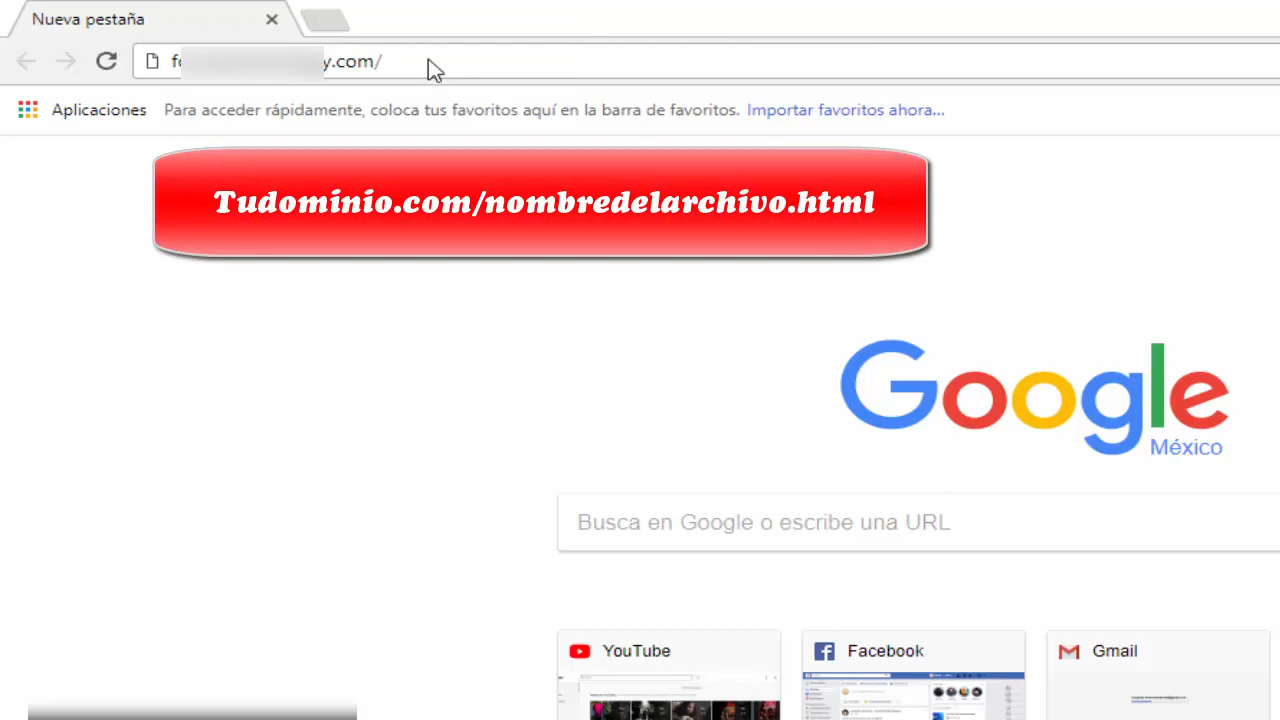 Nueva pestaña
y.com/
Aplicaciones Para acceder rápidamente, coloca tus favoritos aquí en la barra de favoritos. Importar favoritos ahora...
Tudominio.com/nombredelarchivo.html
Google
México
Busca en Google o escribe una URL
YouTube Facebook Gmail